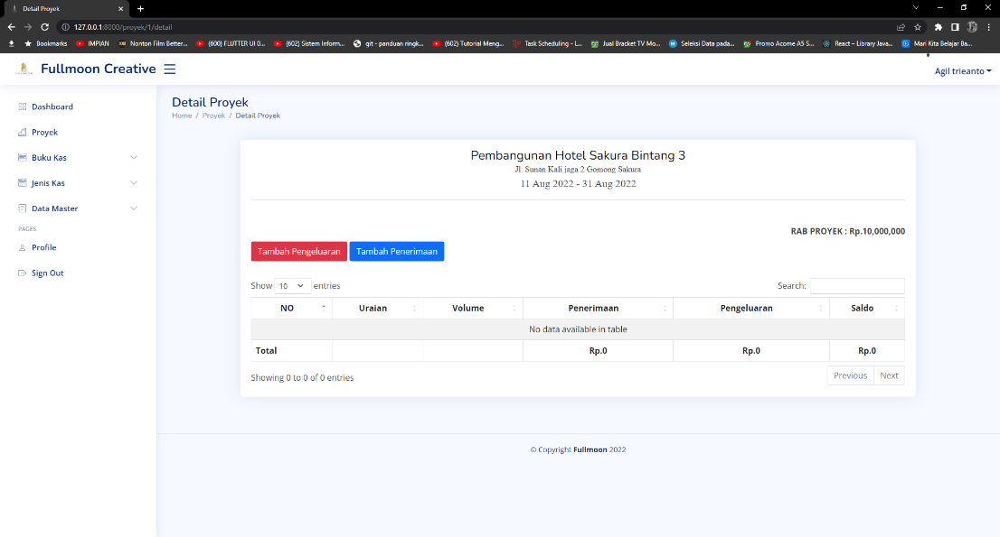 Detail Proyek
127.0.0.1:8000/proyek/1/detail
Bookmarks IMPIAN Nonton Film Better... (600) FLUTTER UI 0... (602) Sistem Inform... git - panduan ringk... (602) Tutorial Meng... Task Scheduling - L... Jual Bracket TV Mo... Seleksi Data pada... Promo Acome A5 S... React – Library Java... Mari Kita Belajar Ba...
Fullmoon Creative
Agil trieanto
Dashboard
Proyek
Buku Kas
Jenis Kas
Data Master
PAGES
Profile
Sign Out
Detail Proyek
Home / Proyek / Detail Proyek
Pembangunan Hotel Sakura Bintang 3
Jl. Sunan Kali jaga 2 Gomong Sakura
11 Aug 2022 - 31 Aug 2022
RAB PROYEK : Rp.10,000,000
Tambah Pengeluaran Tambah Penerimaan
Show 10 entries Search:
NO Uraian Volume Penerimaan Pengeluaran Saldo
No data available in table
Total Rp.0 Rp.0 Rp.0
Showing 0 to 0 of 0 entries Previous Next
© Copyright Fullmoon 2022